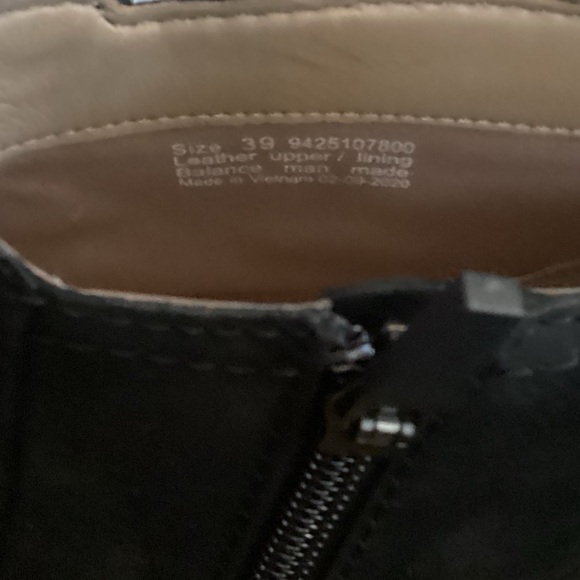 Size 39 9425107800
Leather upper / lining
Balance man made
Made in Vietnam 02-09-2020